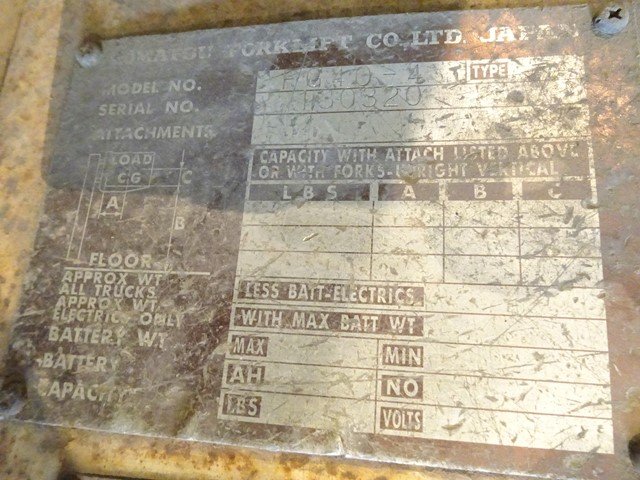 KOMATSU FORKLIFT CO. LTD. JAPAN
MODEL NO. TYPE
SERIAL NO.
ATTACHMENTS
CAPACITY WITH ATTACH LISTED ABOVE
OR WITH FORKS-UPRIGHT VERTICAL
LOAD
CG C
LBS A B C
A
B
FLOOR
APPROX WT
ALL TRUCKS LESS BATT-ELECTRICS
APPROX WT
ELECTRIC ONLY WITH MAX BATT WT
BATTERY WT MAX MIN
BATTERY AH NO
CAPACITY LBS VOLTS